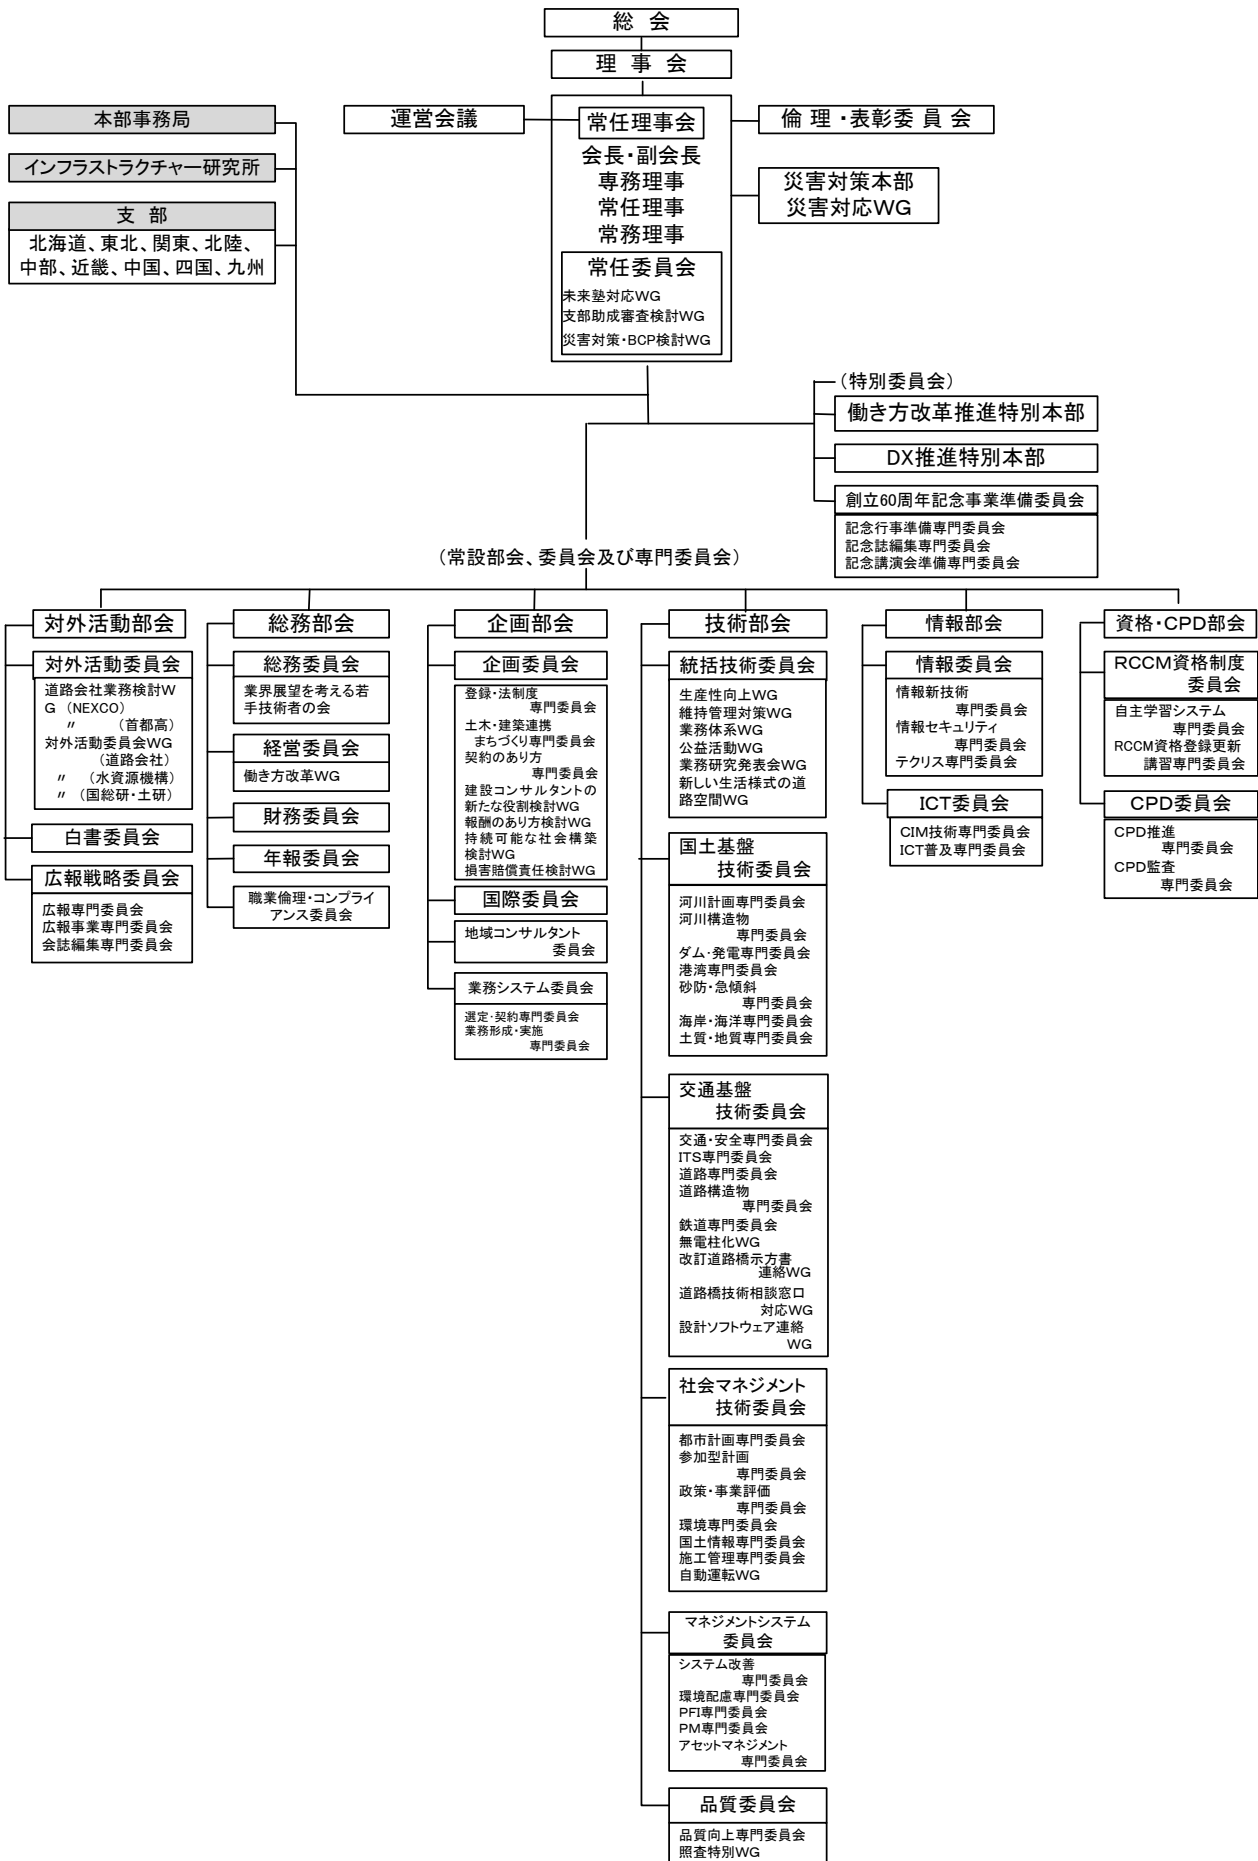 総 会
理 事 会
本部事務局
運営会議
常任理事会
倫 理 ・表彰委 員 会
インフラストラクチャー研究所
会長・副会長
専務理事
常任理事
常務理事
災害対策本部
災害対応WG
支 部
北海道、東北、関東、北陸、
中部、近畿、中国、四国、九州
常任委員会
未来塾対応WG
支部助成審査検討WG
災害対策・BCP検討WG
(特別委員会)
働き方改革推進特別本部
DX推進特別本部
創立60周年記念事業準備委員会
記念行事準備専門委員会
記念誌編集専門委員会
記念講演会準備専門委員会
(常設部会、委員会及び専門委員会)
対外活動部会
対外活動委員会
道路会社業務検討W
G (NEXCO)
〃 (首都高)
対外活動委員会WG
(道路会社)
〃 (水資源機構)
〃 (国総研・土研)
白書委員会
広報戦略委員会
広報専門委員会
広報事業専門委員会
会誌編集専門委員会
総務部会
総務委員会
業界展望を考える若
手技術者の会
経営委員会
働き方改革WG
財務委員会
年報委員会
職業倫理・コンプライ
アンス委員会
企画部会
企画委員会
登録・法制度
専門委員会
土木・建築連携
まちづくり専門委員会
契約のあり方
専門委員会
建設コンサルタントの
新たな役割検討WG
報酬のあり方検討WG
持続可能な社会構築
検討WG
損害賠償責任検討WG
国際委員会
地域コンサルタント
委員会
業務システム委員会
選定・契約専門委員会
業務形成・実施
専門委員会
技術部会
統括技術委員会
生産性向上WG
維持管理対策WG
業務体系WG
公益活動WG
業務研究発表会WG
新しい生活様式の道
路空間WG
国土基盤
技術委員会
河川計画専門委員会
河川構造物
専門委員会
ダム・発電専門委員会
港湾専門委員会
砂防・急傾斜
専門委員会
海岸・海洋専門委員会
土質・地質専門委員会
交通基盤
技術委員会
交通・安全専門委員会
ITS専門委員会
道路専門委員会
道路構造物
専門委員会
鉄道専門委員会
無電柱化WG
改訂道路橋示方書
連絡WG
道路橋技術相談窓口
対応WG
設計ソフトウェア連絡
WG
社会マネジメント
技術委員会
都市計画専門委員会
参加型計画
専門委員会
政策・事業評価
専門委員会
環境専門委員会
国土情報専門委員会
施工管理専門委員会
自動運転WG
マネジメントシステム
委員会
システム改善
専門委員会
環境配慮専門委員会
PFI専門委員会
PM専門委員会
アセットマネジメント
専門委員会
品質委員会
品質向上専門委員会
照査特別WG
情報部会
情報委員会
情報新技術
専門委員会
情報セキュリティ
専門委員会
テクリス専門委員会
ICT委員会
CIM技術専門委員会
ICT普及専門委員会
資格・CPD部会
RCCM資格制度
委員会
自主学習システム
専門委員会
RCCM資格登録更新
講習専門委員会
CPD委員会
CPD推進
専門委員会
CPD監査
専門委員会